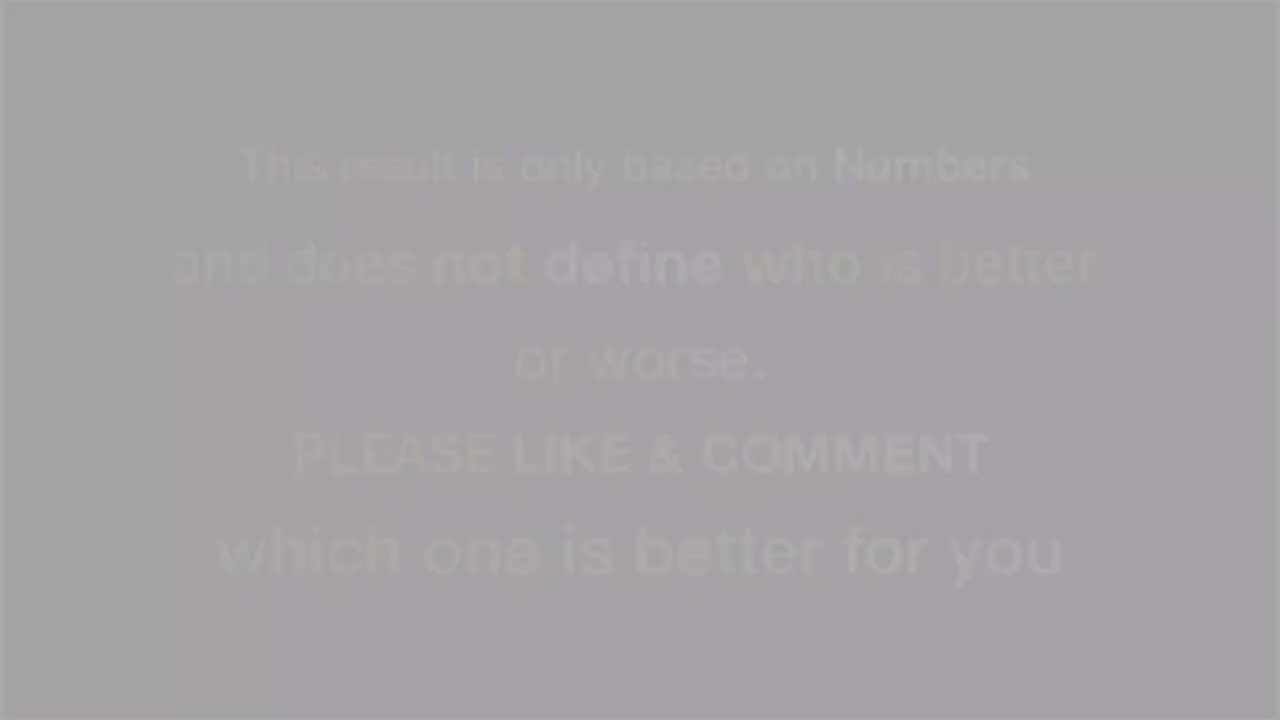 This result is only based on Numbers
and does not define who is better
or worse.
PLEASE LIKE & COMMENT
which one is better for you